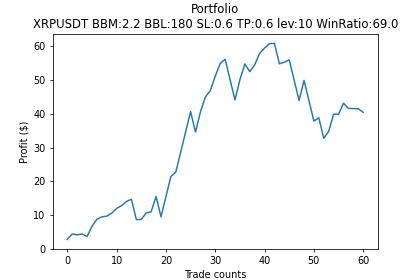 Portfolio
XRPUSDT BBM:2.2 BBL:180 SL:0.6 TP:0.6 lev:10 WinRatio:69.0
60
50
40
30
20
10
0
Profit ($)
0 10 20 30 40 50 60
Trade counts